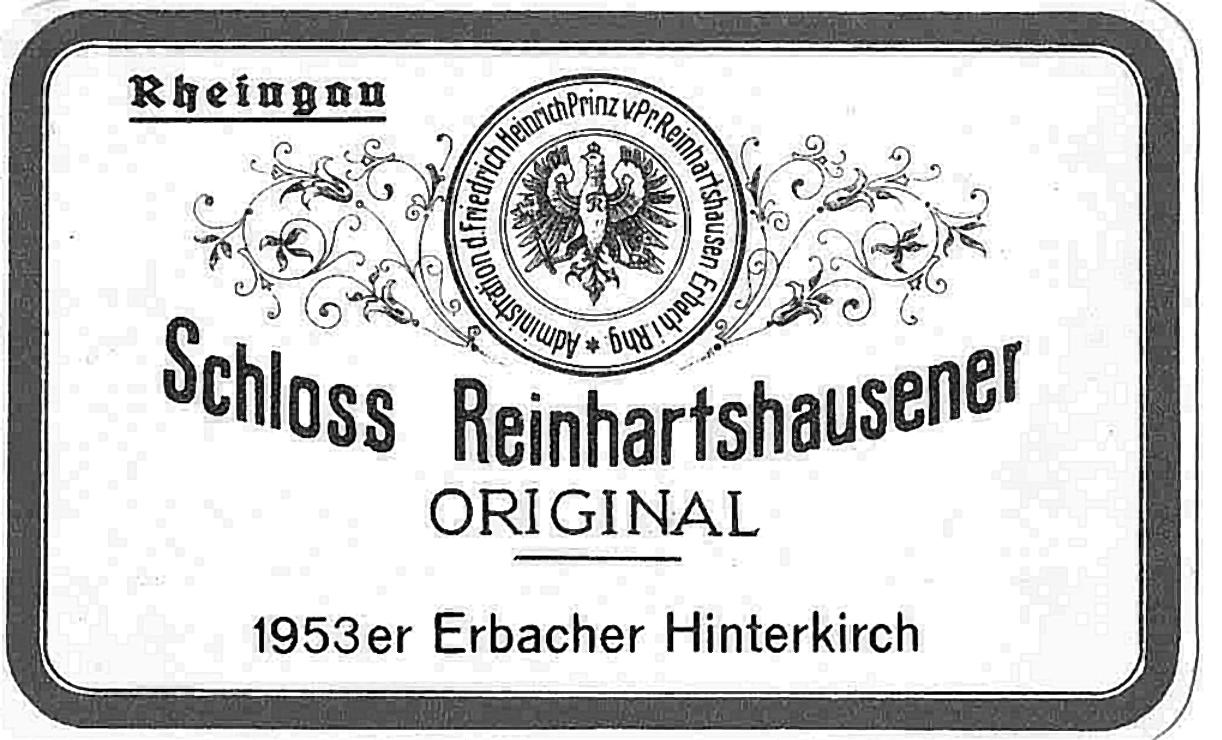 Rheingau
Administration d. Friedrich Heinrich Prinz v. Pr. Reinhartshausen Erbach i Rhg *
R
Schloss Reinhartshausener
ORIGINAL
1953er Erbacher Hinterkirch